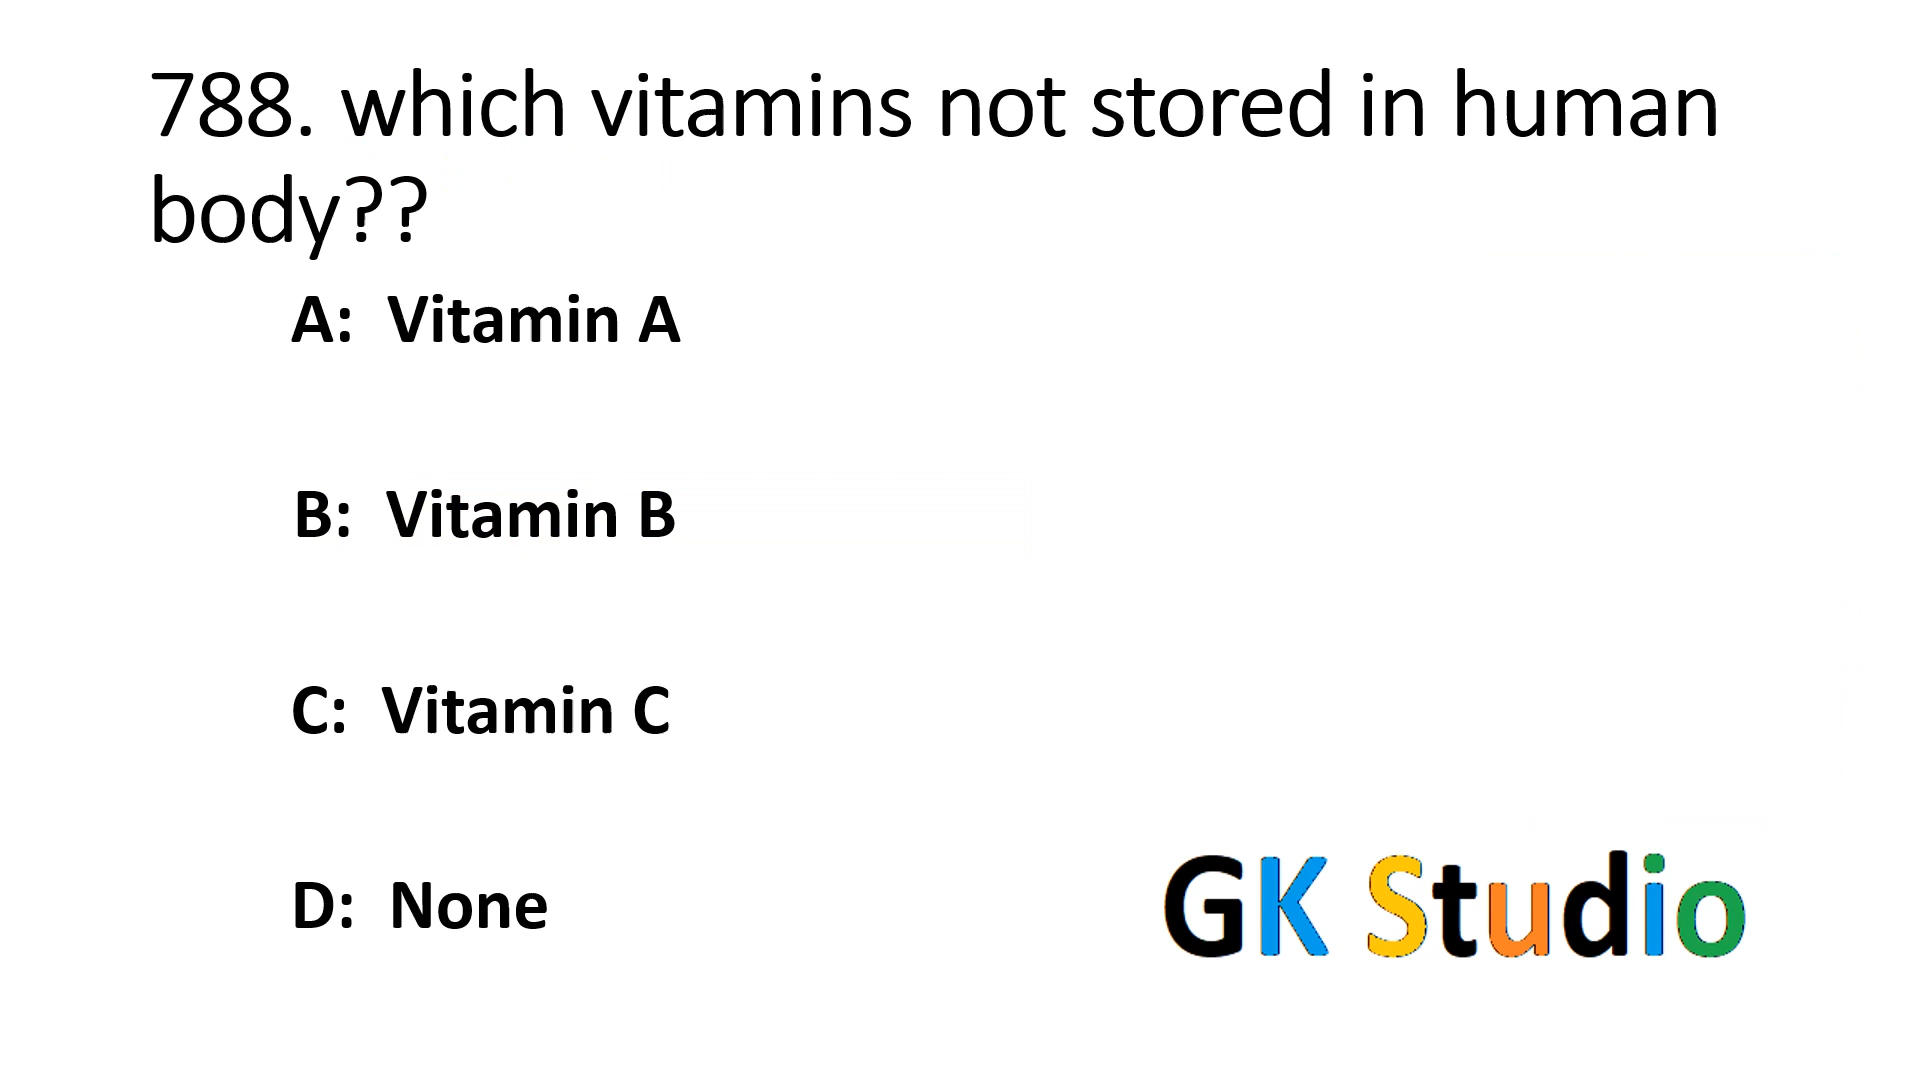 788. which vitamins not stored in human
body??
A: Vitamin A
B: Vitamin B
C: Vitamin C
D: None
GK Studio